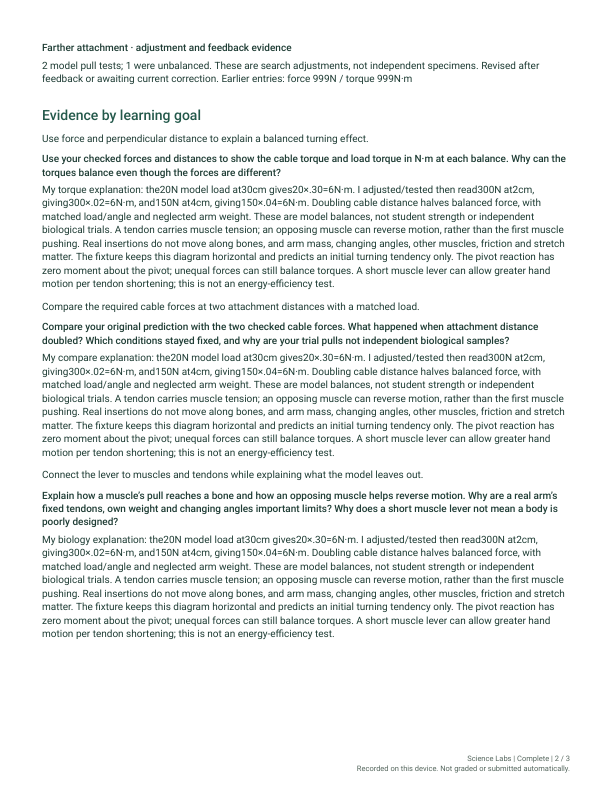 Farther attachment · adjustment and feedback evidence
2 model pull tests; 1 were unbalanced. These are search adjustments, not independent specimens. Revised after
feedback or awaiting current correction. Earlier entries: force 999N / torque 999N·m
Evidence by learning goal
Use force and perpendicular distance to explain a balanced turning effect.
Use your checked forces and distances to show the cable torque and load torque in N·m at each balance. Why can the
torques balance even though the forces are different?
My torque explanation: the20N model load at30cm gives20×.30=6N·m. I adjusted/tested then read300N at2cm,
giving300×.02=6N·m, and150N at4cm, giving150×.04=6N·m. Doubling cable distance halves balanced force, with
matched load/angle and neglected arm weight. These are model balances, not student strength or independent
biological trials. A tendon carries muscle tension; an opposing muscle can reverse motion, rather than the first muscle
pushing. Real insertions do not move along bones, and arm mass, changing angles, other muscles, friction and stretch
matter. The fixture keeps this diagram horizontal and predicts an initial turning tendency only. The pivot reaction has
zero moment about the pivot; unequal forces can still balance torques. A short muscle lever can allow greater hand
motion per tendon shortening; this is not an energy-efficiency test.
Compare the required cable forces at two attachment distances with a matched load.
Compare your original prediction with the two checked cable forces. What happened when attachment distance
doubled? Which conditions stayed fixed, and why are your trial pulls not independent biological samples?
My compare explanation: the20N model load at30cm gives20×.30=6N·m. I adjusted/tested then read300N at2cm,
giving300×.02=6N·m, and150N at4cm, giving150×.04=6N·m. Doubling cable distance halves balanced force, with
matched load/angle and neglected arm weight. These are model balances, not student strength or independent
biological trials. A tendon carries muscle tension; an opposing muscle can reverse motion, rather than the first muscle
pushing. Real insertions do not move along bones, and arm mass, changing angles, other muscles, friction and stretch
matter. The fixture keeps this diagram horizontal and predicts an initial turning tendency only. The pivot reaction has
zero moment about the pivot; unequal forces can still balance torques. A short muscle lever can allow greater hand
motion per tendon shortening; this is not an energy-efficiency test.
Connect the lever to muscles and tendons while explaining what the model leaves out.
Explain how a muscle's pull reaches a bone and how an opposing muscle helps reverse motion. Why are a real arm's
fixed tendons, own weight and changing angles important limits? Why does a short muscle lever not mean a body is
poorly designed?
My biology explanation: the20N model load at30cm gives20×.30=6N·m. I adjusted/tested then read300N at2cm,
giving300×.02=6N·m, and150N at4cm, giving150×.04=6N·m. Doubling cable distance halves balanced force, with
matched load/angle and neglected arm weight. These are model balances, not student strength or independent
biological trials. A tendon carries muscle tension; an opposing muscle can reverse motion, rather than the first muscle
pushing. Real insertions do not move along bones, and arm mass, changing angles, other muscles, friction and stretch
matter. The fixture keeps this diagram horizontal and predicts an initial turning tendency only. The pivot reaction has
zero moment about the pivot; unequal forces can still balance torques. A short muscle lever can allow greater hand
motion per tendon shortening; this is not an energy-efficiency test.
Science Labs | Complete | 2 / 3
Recorded on this device. Not graded or submitted automatically.